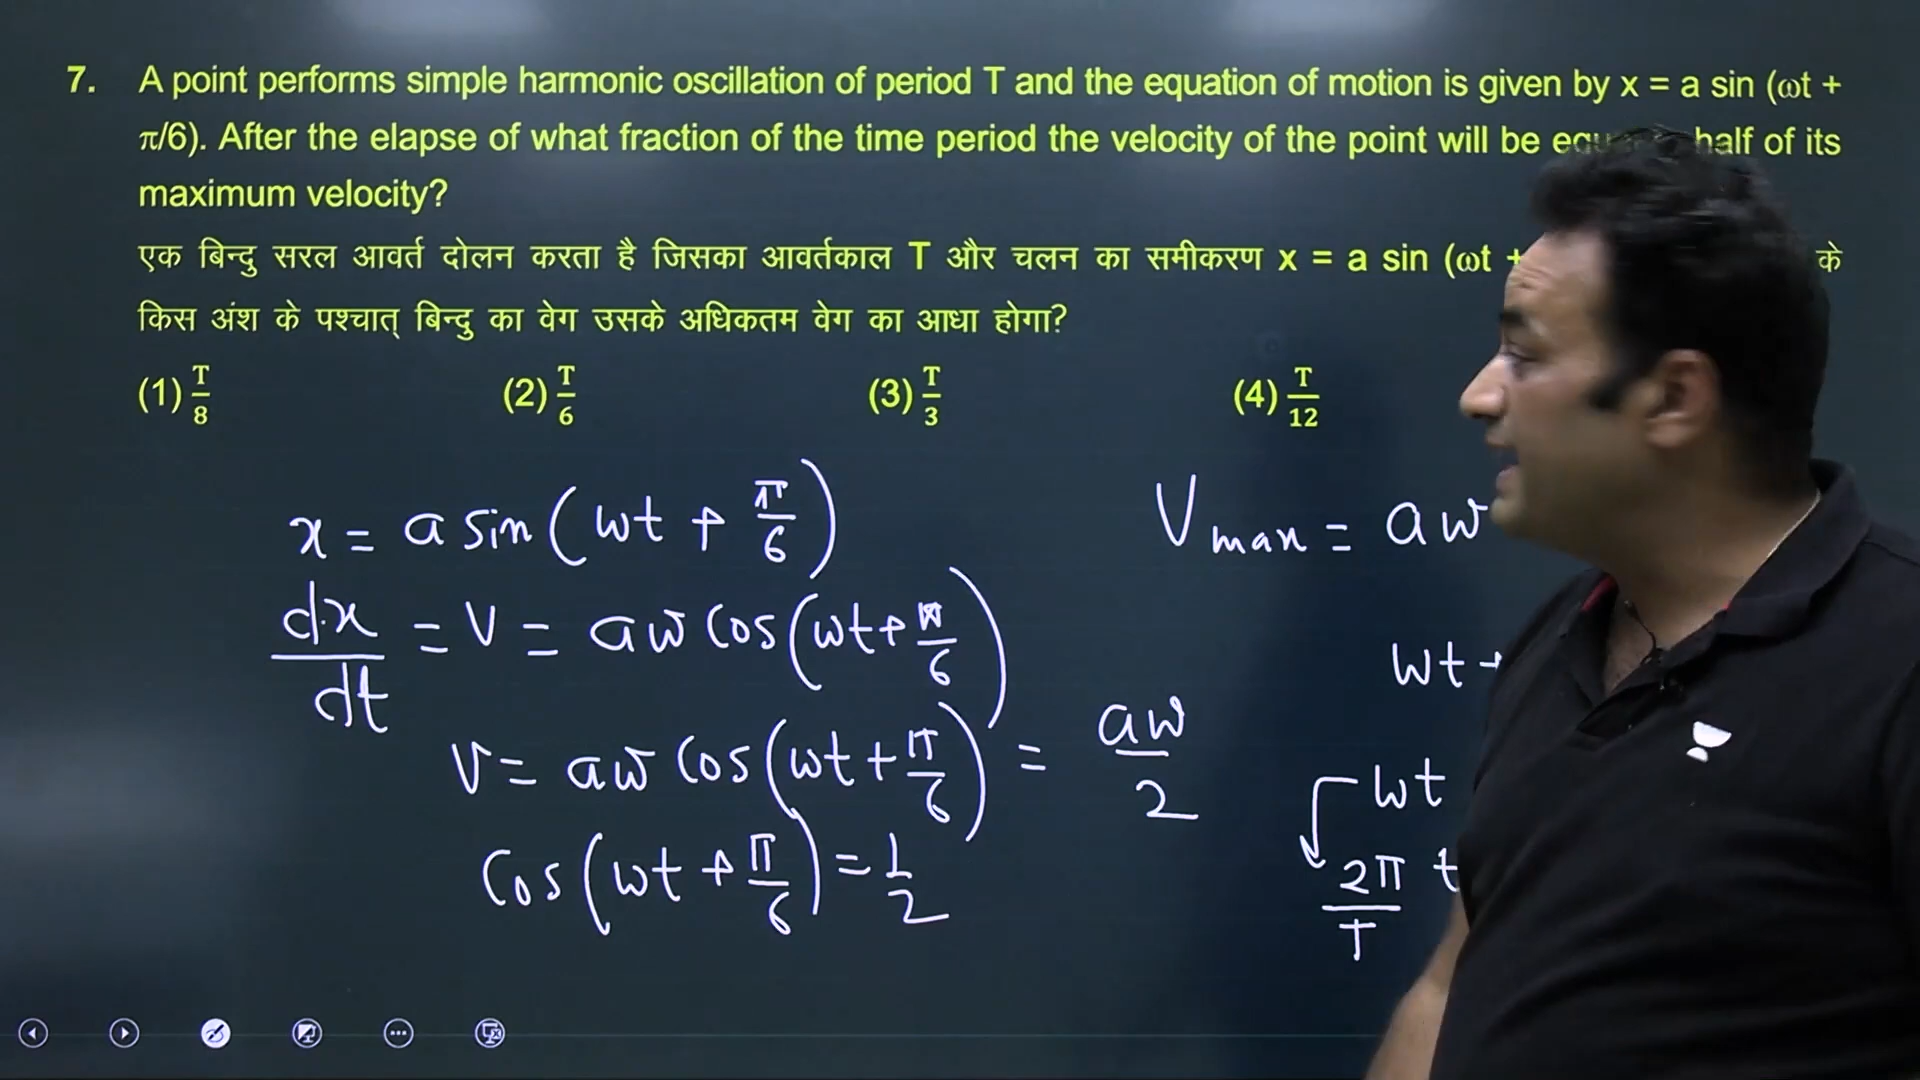 7. A point performs simple harmonic oscillation of period T and the equation of motion is given by x = a sin (ωt +
π/6). After the elapse of what fraction of the time period the velocity of the point will be half of its
maximum velocity?
एक बिन्दु सरल आवर्त दोलन करता है जिसका आवर्तकाल T और चलन का समीकरण x = a sin (ωt + के
किस अंश के पश्चात् बिन्दु का वेग उसके अधिकतम वेग का आधा होगा?
(1) T/8 (2) T/6 (3) T/3 (4) T/12
x = a sin(ωt + π/6)
Vmax = aω
dx/dt = v = aω cos(ωt + π/6)
ωt +
v = aω cos(ωt + π/6) = aω/2
ωt
cos(ωt + π/6) = 1/2
2π/T t